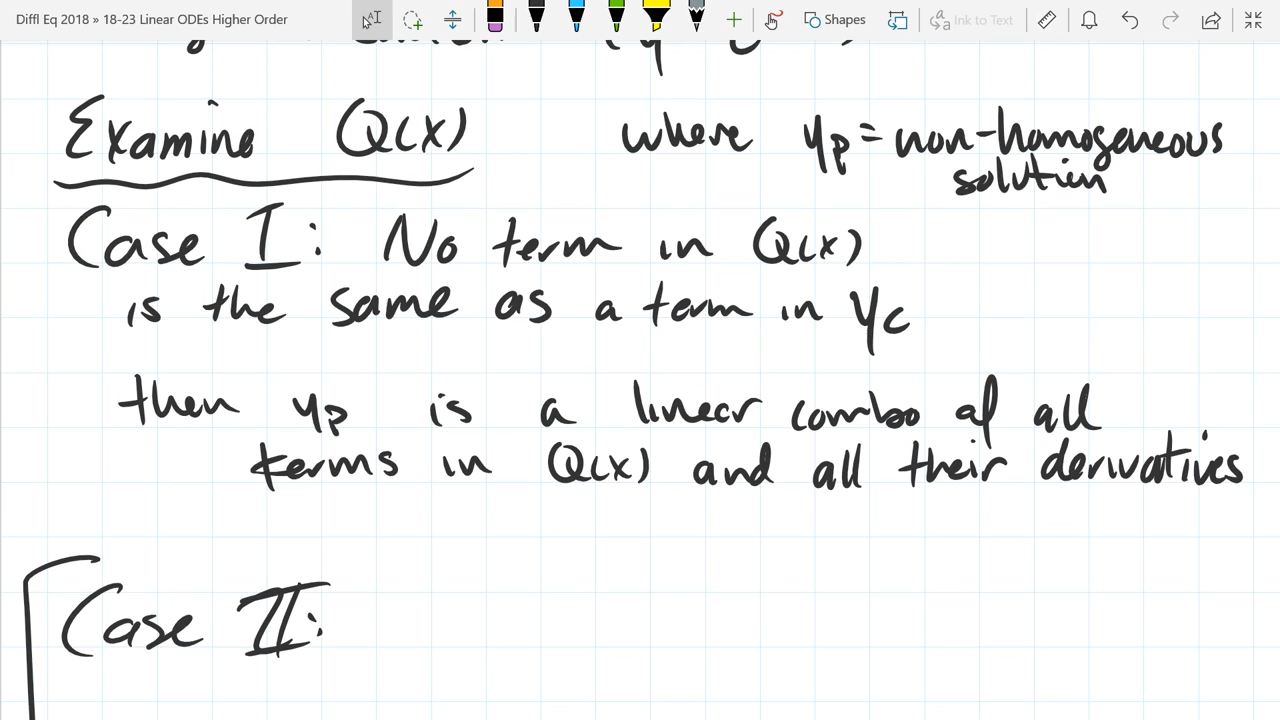 Diffl Eq 2018 » 18-23 Linear ODEs Higher Order
Shapes
Ink to Text
Examine Q(x) where yp = non-homogeneous
solution
Case I: No term in Q(x)
is the same as a term in yc
then yp is a linear combo of all
terms in Q(x) and all their derivatives
Case II: